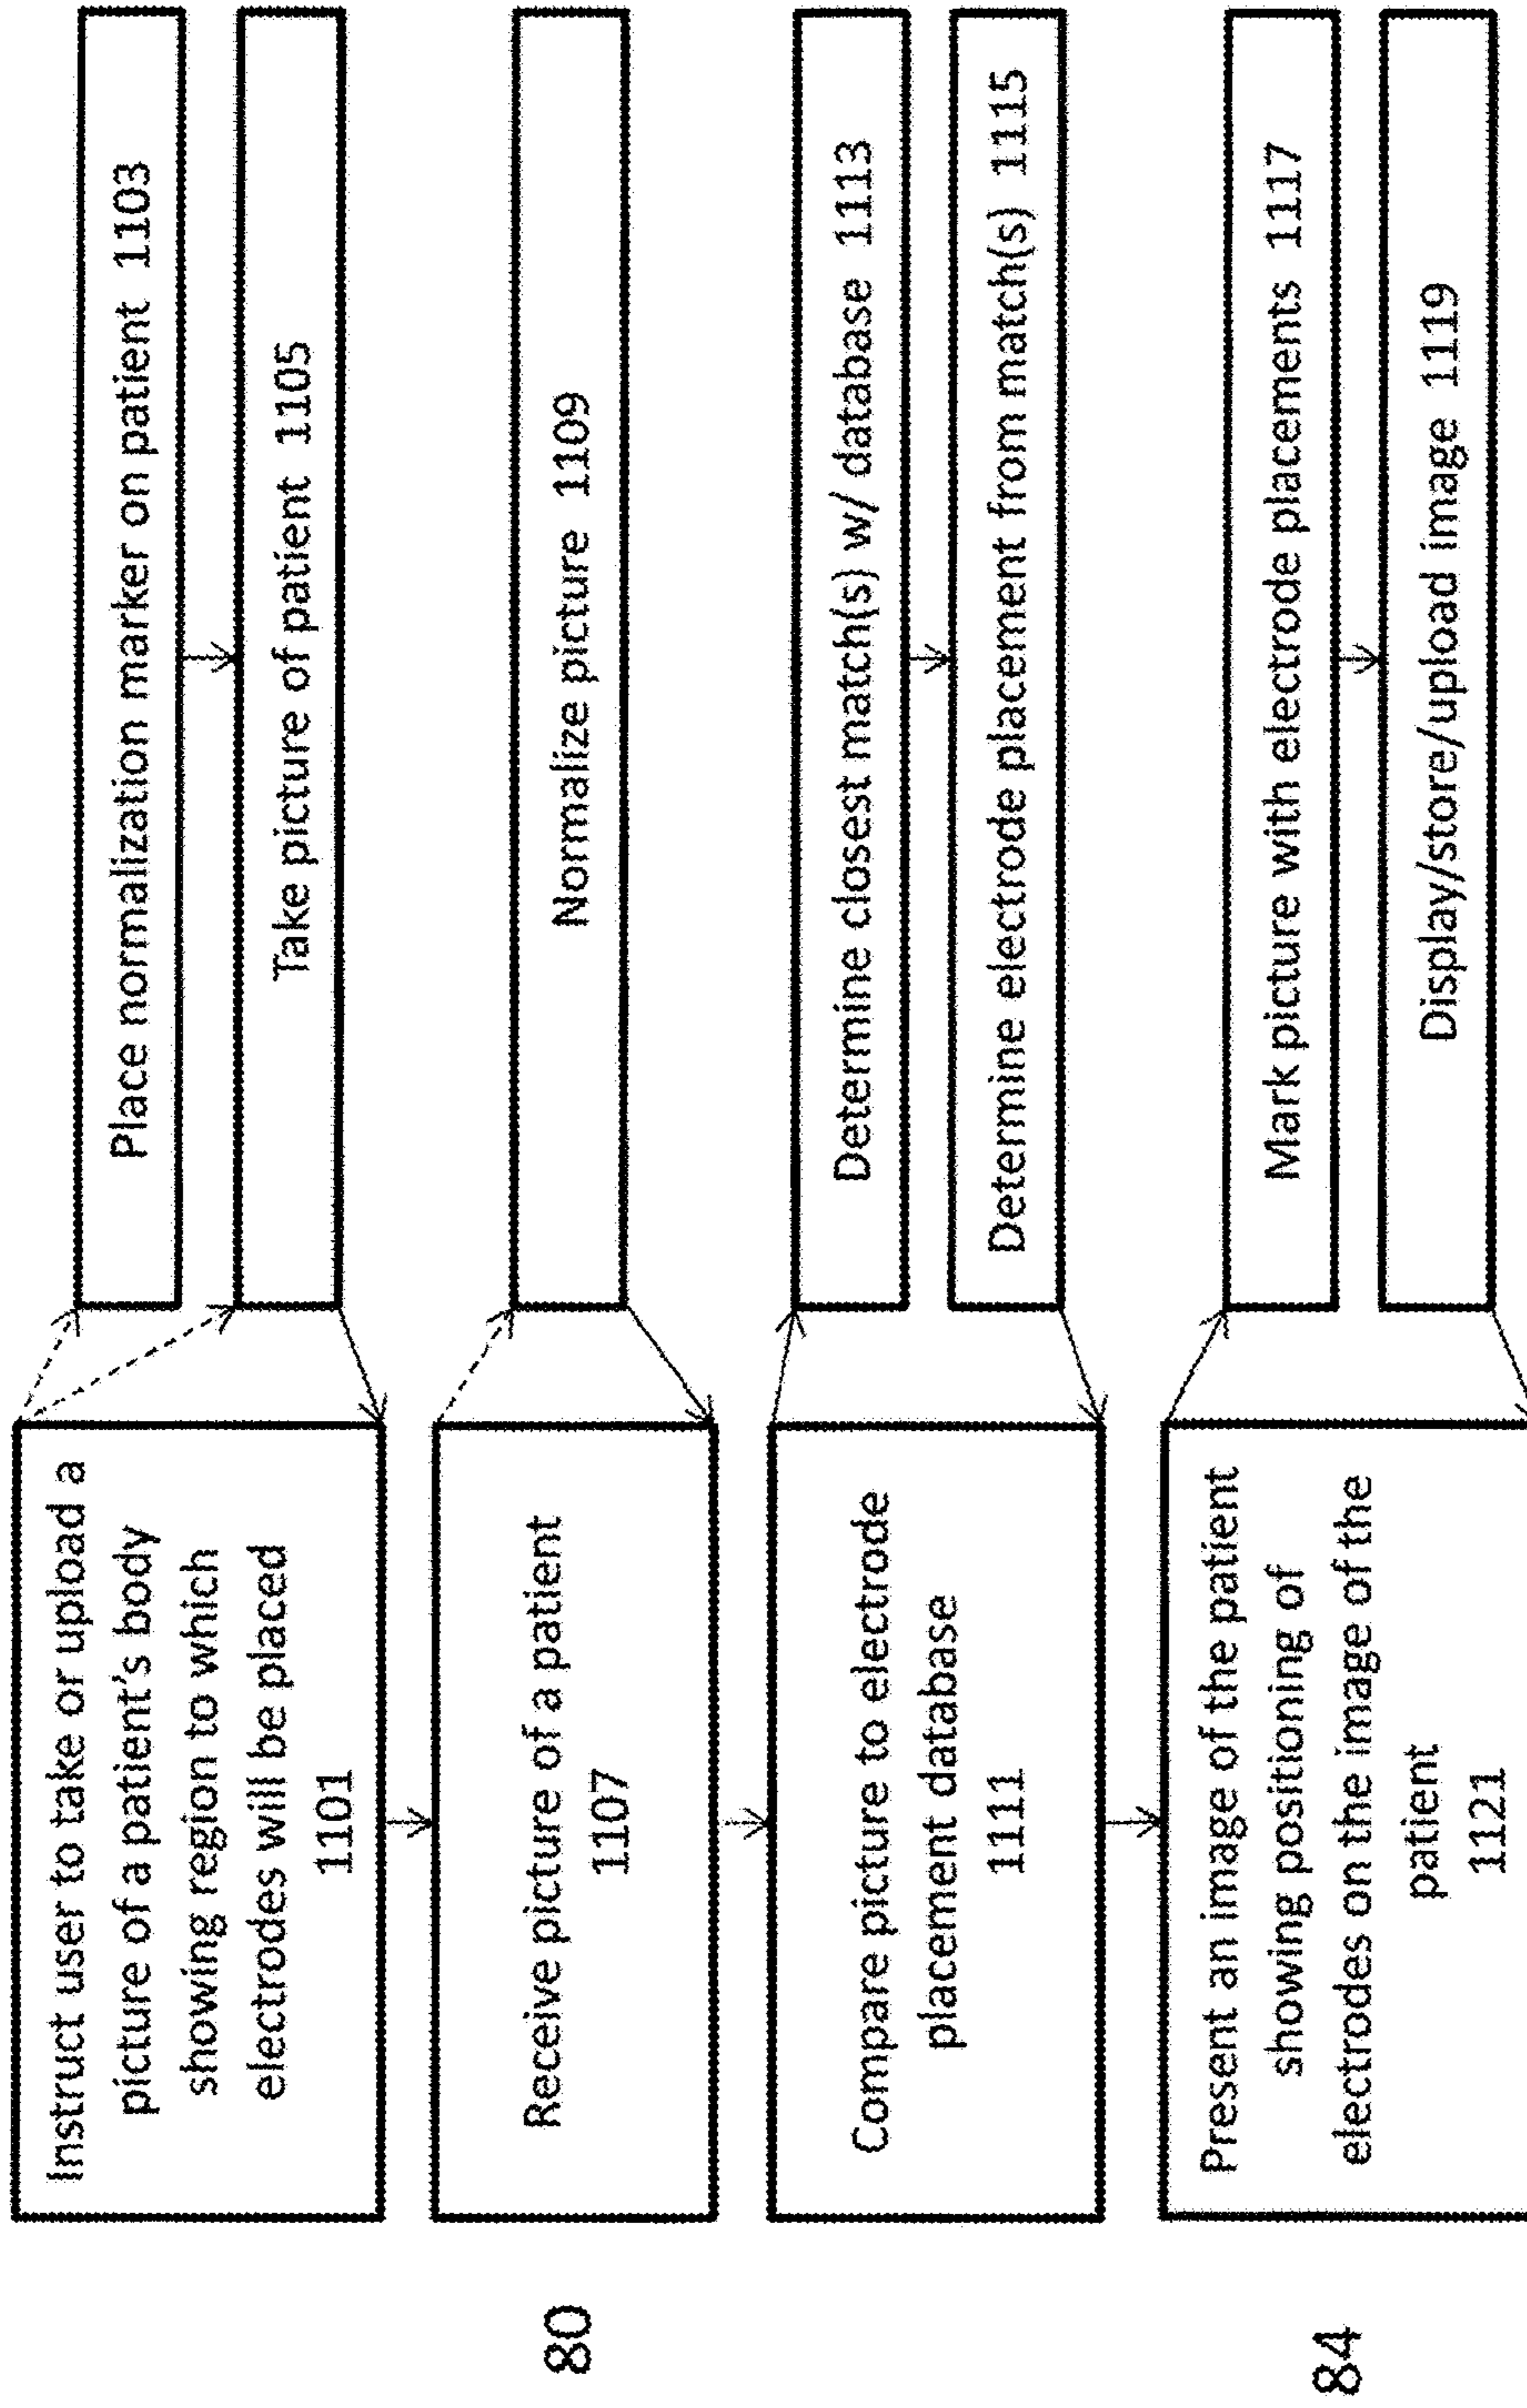 Instruct user to take or upload a
picture of a patient's body
showing region to which
electrodes will be placed
1101
Place normalization marker on patient 1103
Take picture of patient 1105
80
Receive picture of a patient
1107
Normalize picture 1109
Compare picture to electrode
placement database
1111
Determine closest match(s) w/ database 1113
Determine electrode placement from match(s) 1115
84
Present an image of the patient
showing positioning of
electrodes on the image of the
patient
1121
Mark picture with electrode placements 1117
Display/store/upload image 1119